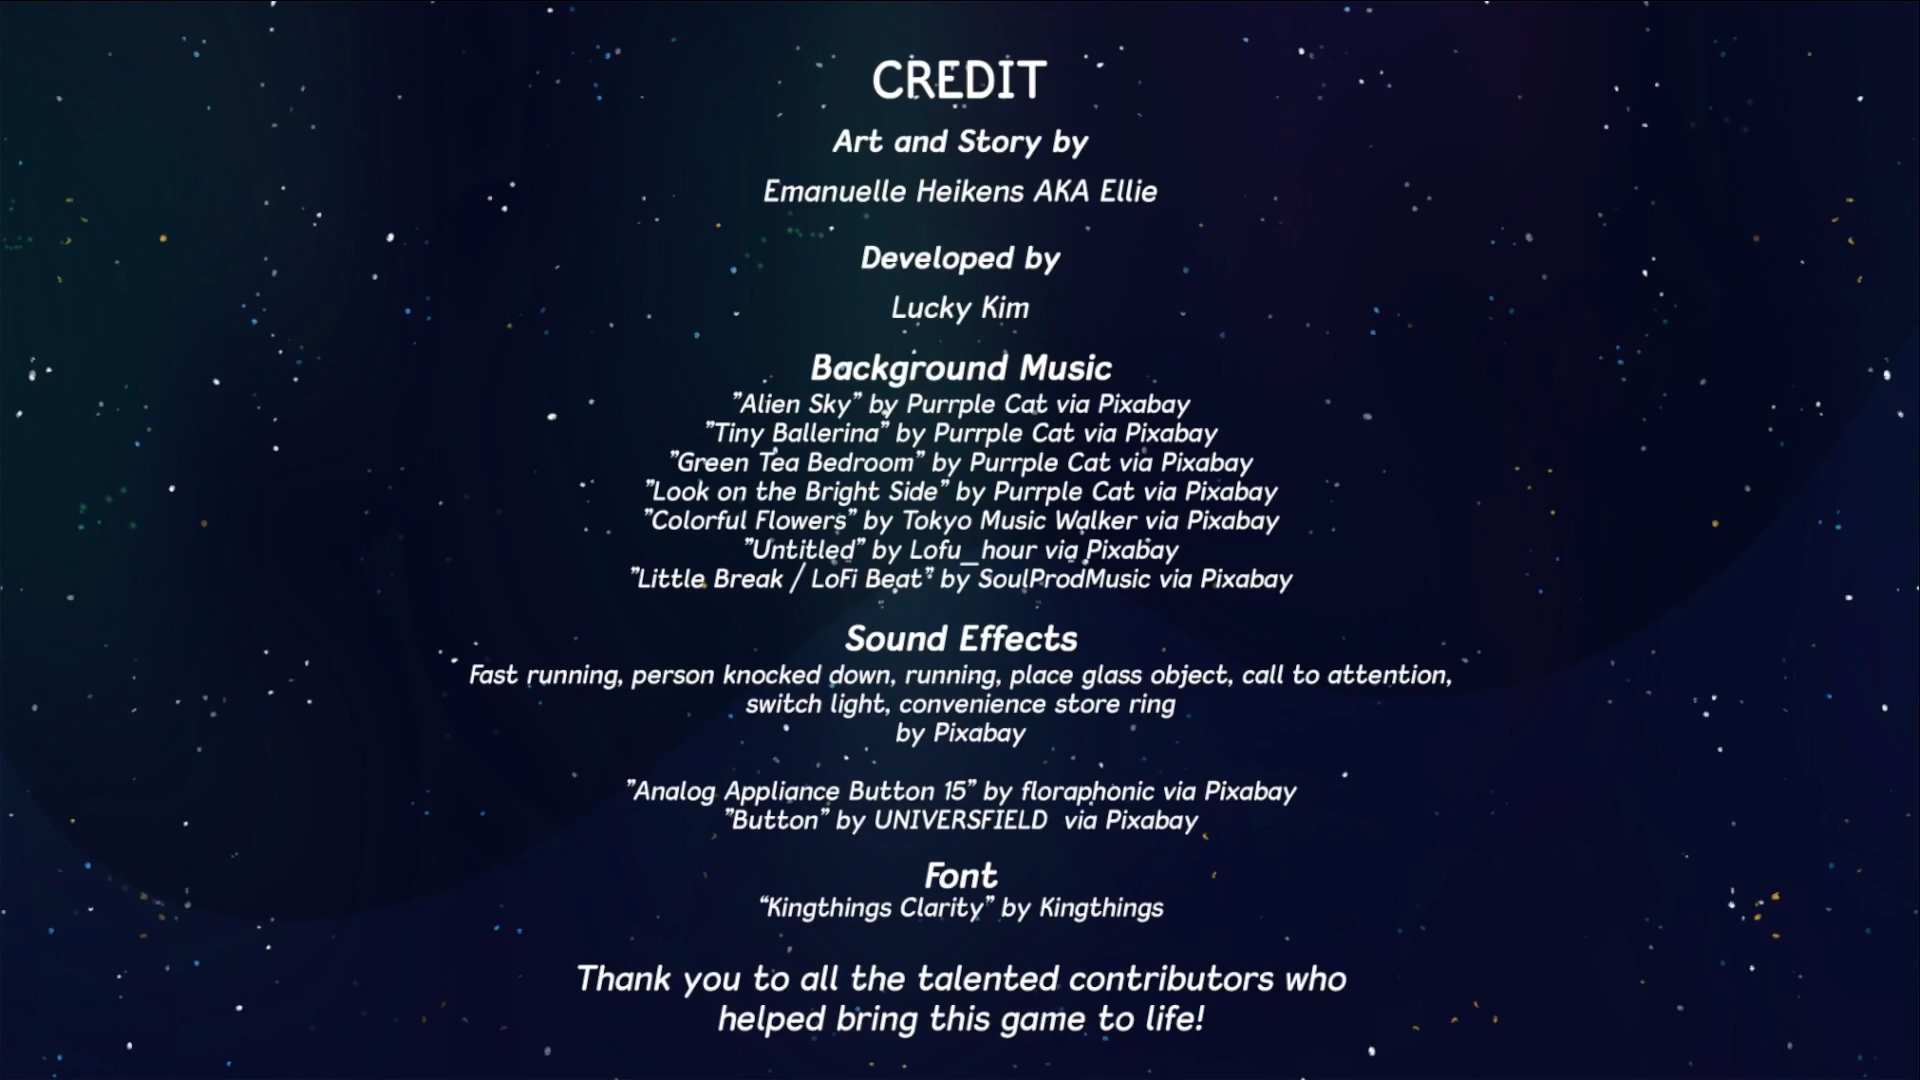 CREDIT
Art and Story by
Emanuelle Heikens AKA Ellie
Developed by
Lucky Kim
Background Music
”Alien Sky” by Purrple Cat via Pixabay
”Tiny Ballerina” by Purrple Cat via Pixabay
”Green Tea Bedroom” by Purrple Cat via Pixabay
”Look on the Bright Side” by Purrple Cat via Pixabay
”Colorful Flowers” by Tokyo Music Walker via Pixabay
”Untitled” by Lofu_hour via Pixabay
”Little Break / LoFi Beat” by SoulProdMusic via Pixabay
Sound Effects
Fast running, person knocked down, running, place glass object, call to attention,
switch light, convenience store ring
by Pixabay
”Analog Appliance Button 15” by floraphonic via Pixabay
”Button” by UNIVERSFIELD  via Pixabay
Font
“Kingthings Clarity” by Kingthings
Thank you to all the talented contributors who
helped bring this game to life!